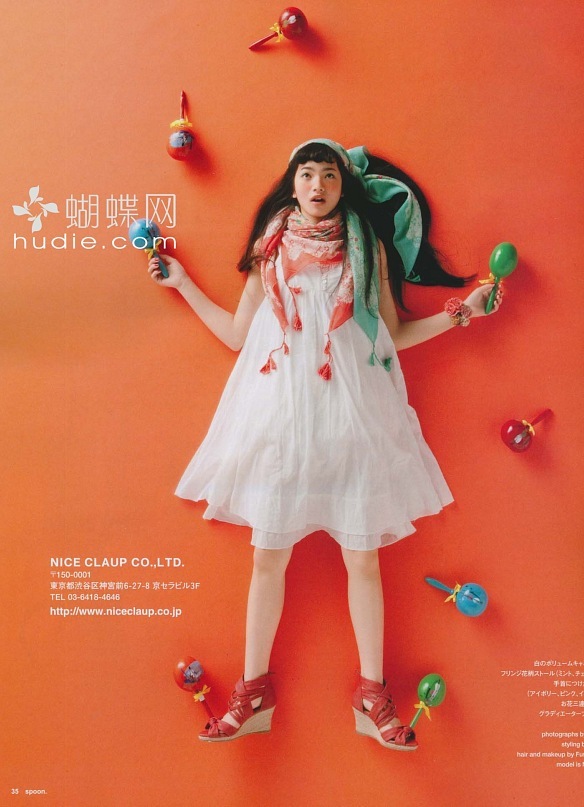 蝴蝶网
hudie.com
NICE CLAUP CO.,LTD.
〒150-0001
東京都渋谷区神宮前6-27-8 京セラビル3F
TEL 03-6418-4646
http://www.niceclaup.co.jp
白のボリュームキャ
フリンジ花柄ストール（ミント、チェ
手首につけた
（アイボリー、ピンク、イ
お花三連
グラディエーター
photographs b
styling b
hair and makeup by Fu
model is
35 spoon.